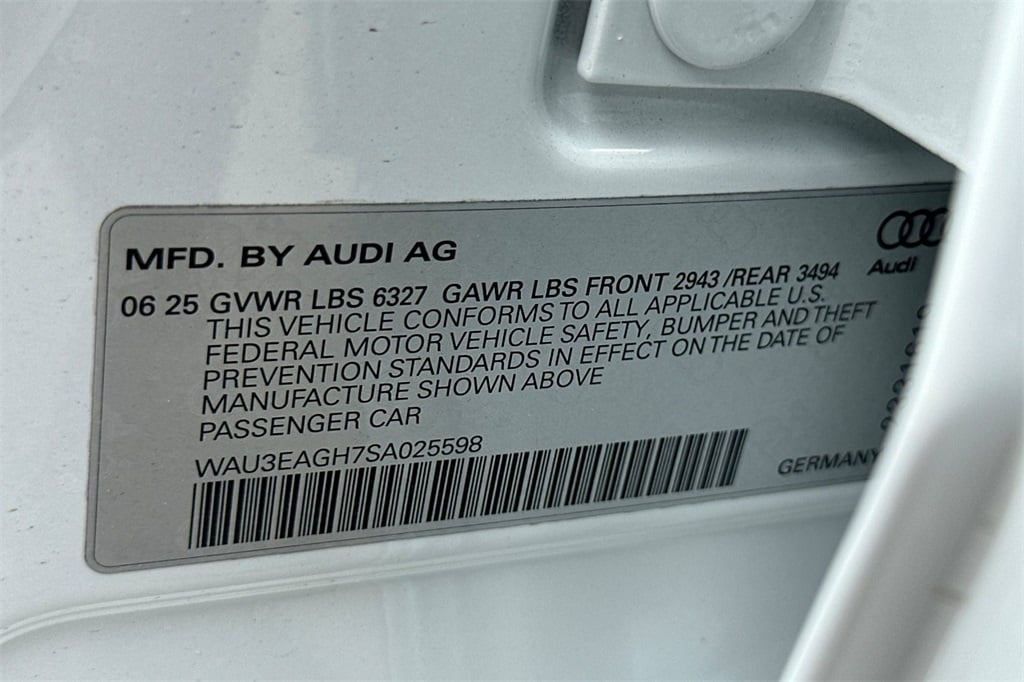 MFD. BY AUDI AG
Audi
06 25 GVWR LBS 6327 GAWR LBS FRONT 2943 /REAR 3494
THIS VEHICLE CONFORMS TO ALL APPLICABLE U.S.
FEDERAL MOTOR VEHICLE SAFETY, BUMPER AND THEFT
PREVENTION STANDARDS IN EFFECT ON THE DATE OF
MANUFACTURE SHOWN ABOVE
PASSENGER CAR
WAU3EAGH7SA025598
GERMANY